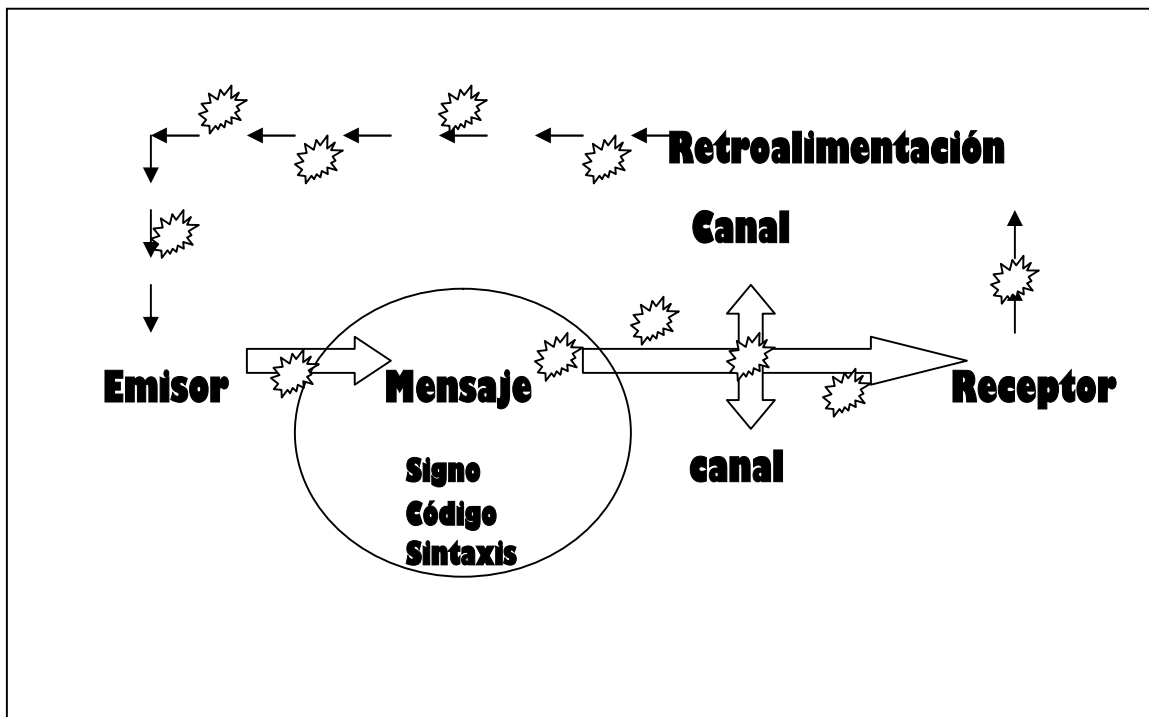 Retroalimentación
Canal
Emisor
Mensaje
Receptor
canal
Signo
Código
Sintaxis